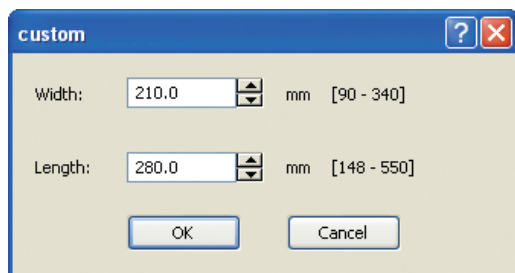 custom
?
Width: 210.0 mm [90 - 340]
Length: 280.0 mm [148 - 550]
OK Cancel